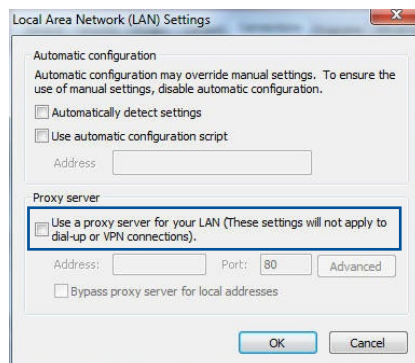 Local Area Network (LAN) Settings
Automatic configuration
Automatic configuration may override manual settings. To ensure the
use of manual settings, disable automatic configuration.
Automatically detect settings
Use automatic configuration script
Address
Proxy server
Use a proxy server for your LAN (These settings will not apply to
dial-up or VPN connections).
Address: Port: 80 Advanced
Bypass proxy server for local addresses
OK Cancel